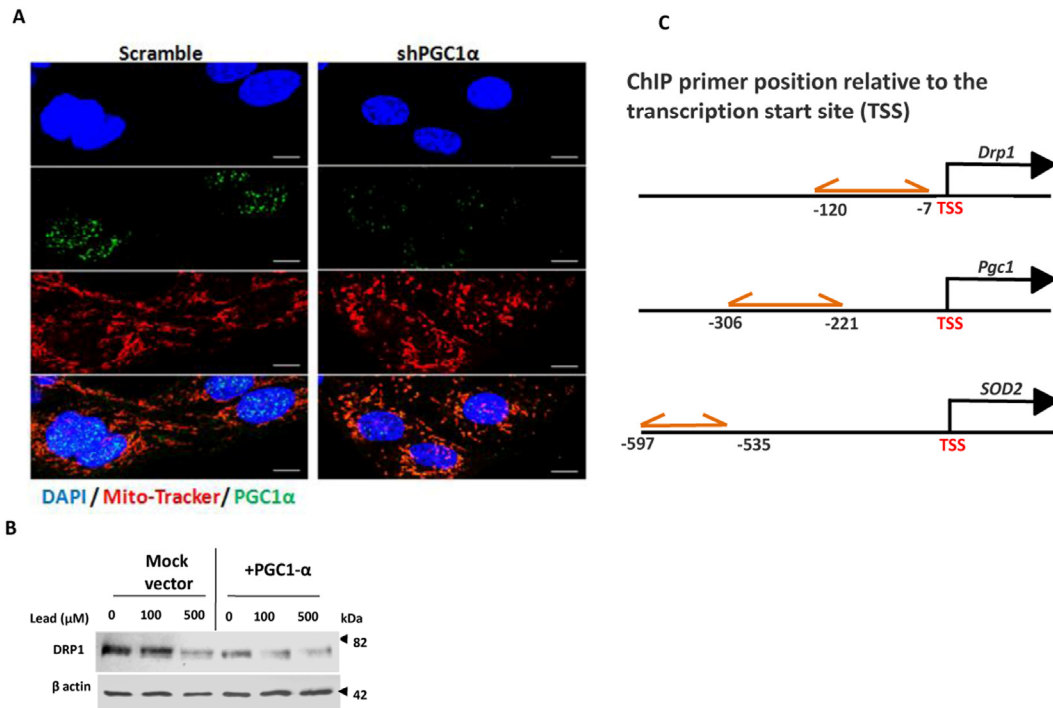 A
Scramble
shPGC1α
DAPI / Mito-Tracker/ PGC1α
B
Mock vector
+PGC1-α
Lead (µM) 0 100 500 0 100 500 kDa
DRP1
82
β actin
42
C
ChIP primer position relative to the
transcription start site (TSS)
Drp1
-120 -7 TSS
Pgc1
-306 -221 TSS
SOD2
-597 -535 TSS